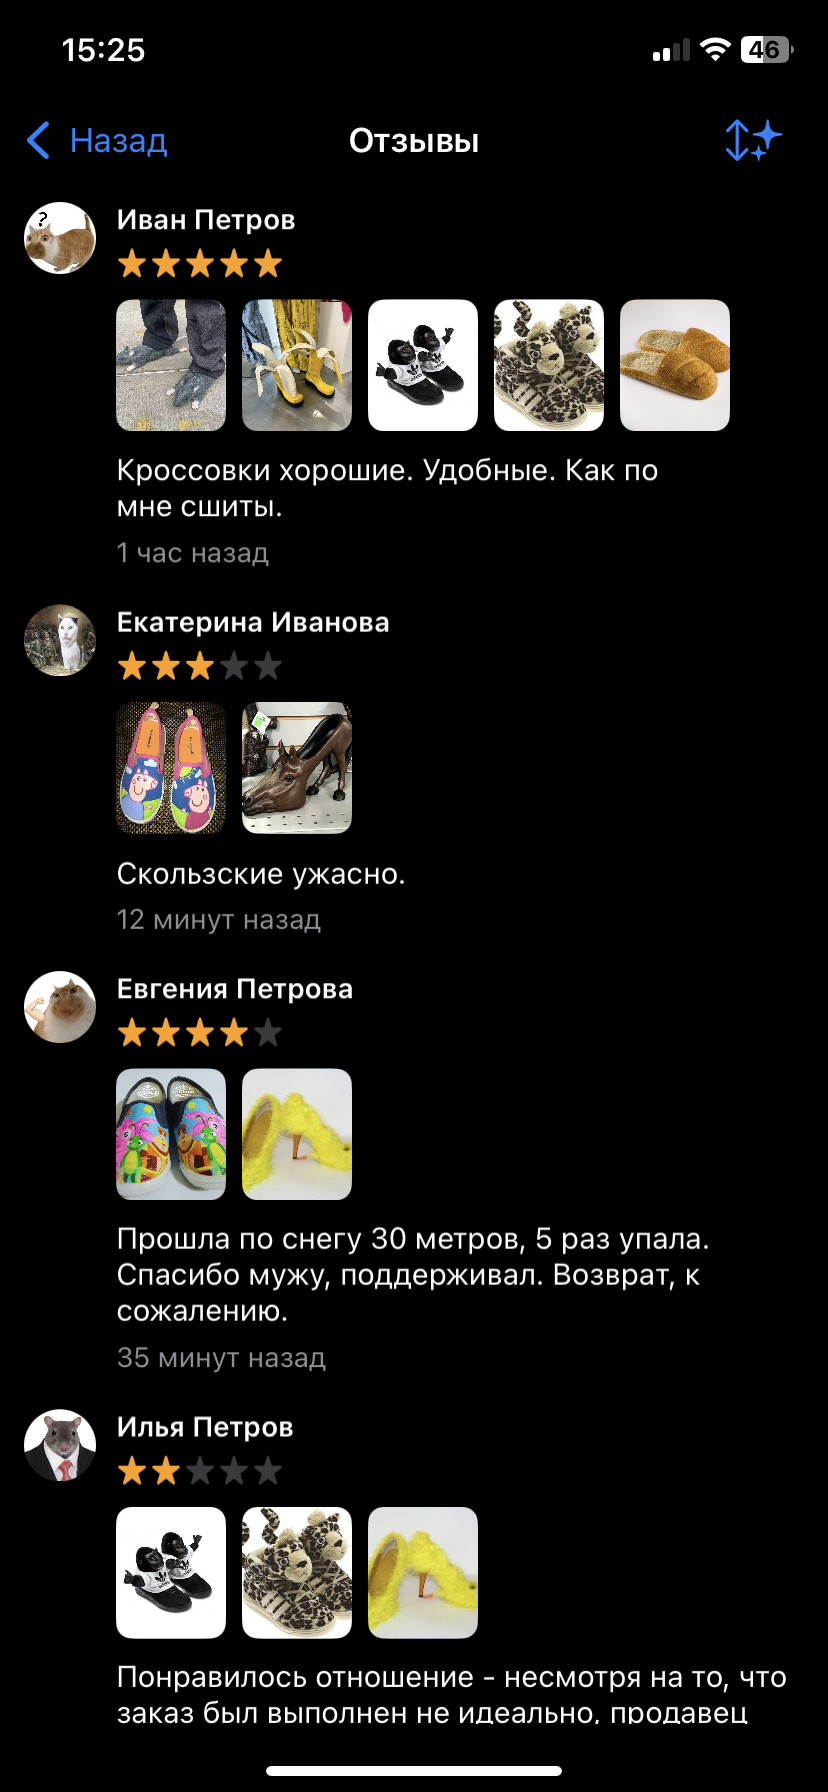 15:25
46
Назад
Отзывы
?
Иван Петров
Кроссовки хорошие. Удобные. Как по
мне сшиты.
1 час назад
Екатерина Иванова
Скользские ужасно.
12 минут назад
Евгения Петрова
Прошла по снегу 30 метров, 5 раз упала.
Спасибо мужу, поддерживал. Возврат, к
сожалению.
35 минут назад
Илья Петров
Понравилось отношение - несмотря на то, что
заказ был выполнен не идеально, продавец